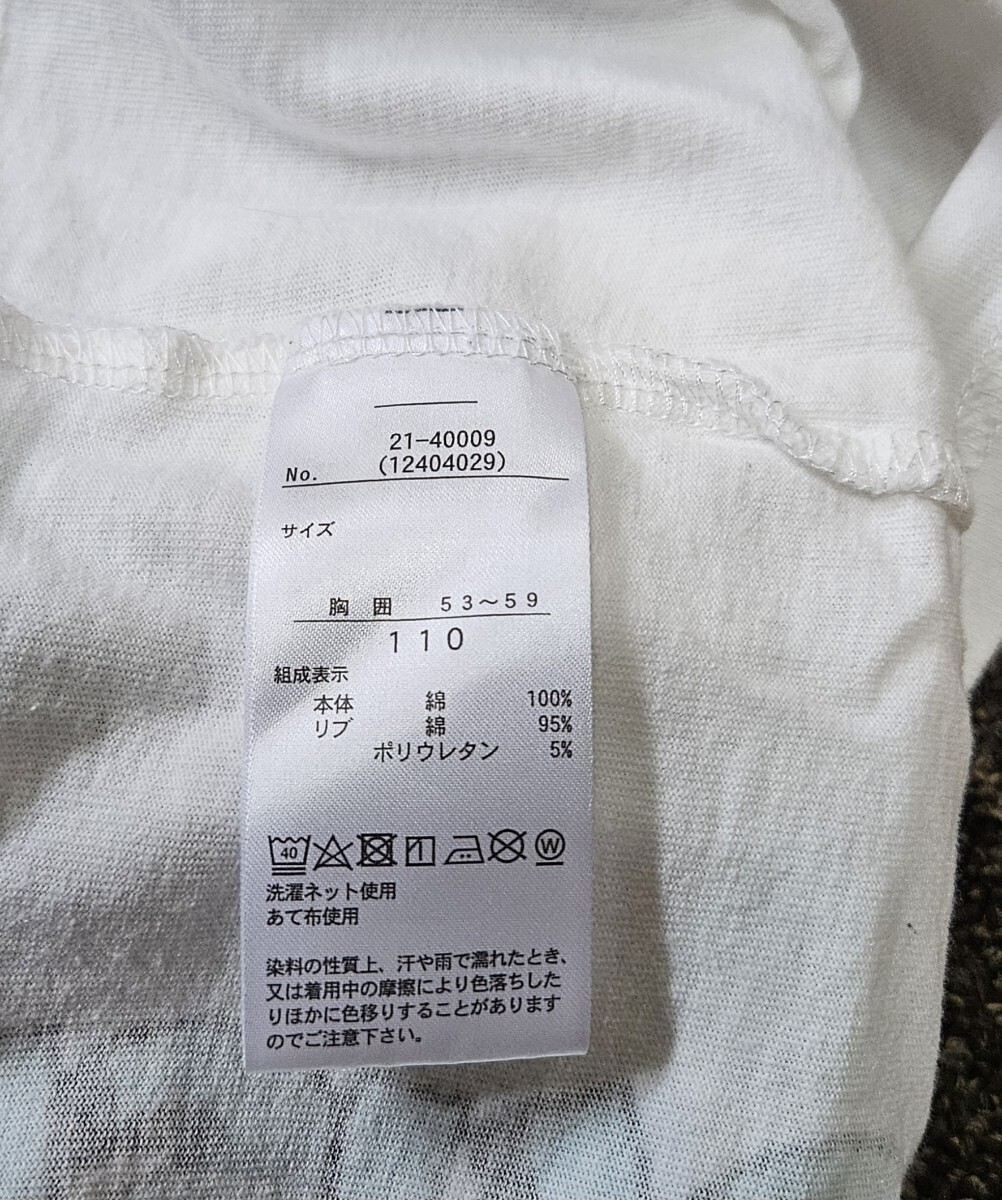 21-40009
No. (12404029)
サイズ
胸 囲 53～59
110
組成表示
本体 綿 100%
リブ 綿 95%
ポリウレタン 5%
40 W
洗濯ネット使用
あて布使用
染料の性質上、汗や雨で濡れたとき、
又は着用中の摩擦により色落ちした
りほかに色移りすることがあります
のでご注意下さい。